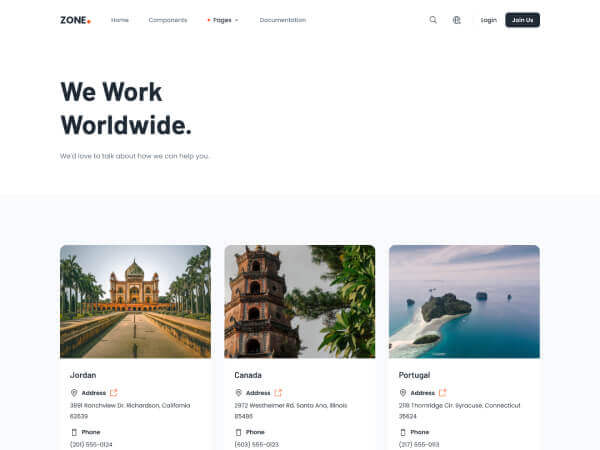 ZONE.
Home Components Pages Documentation Login Join Us
We Work
Worldwide.
We'd love to talk about how we can help you.
Jordan
Address
3891 Ranchview Dr. Richardson, California
62639
Phone
(201) 555-0124
Canada
Address
2972 Westheimer Rd. Santa Ana, Illinois
85486
Phone
(603) 555-0123
Portugal
Address
2118 Thornridge Cir. Syracuse, Connecticut
35624
Phone
(217) 555-0113